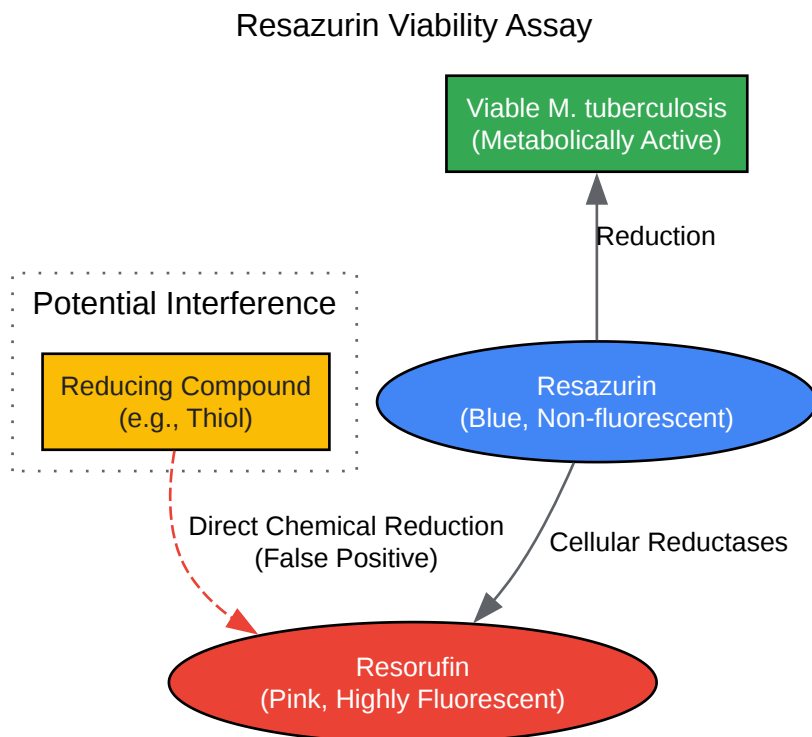 Resazurin Viability Assay
Viable M. tuberculosis
(Metabolically Active)
Reduction
Potential Interference
Reducing Compound
(e.g., Thiol)
Resazurin
(Blue, Non-fluorescent)
Direct Chemical Reduction
(False Positive)
Cellular Reductases
Resorufin
(Pink, Highly Fluorescent)